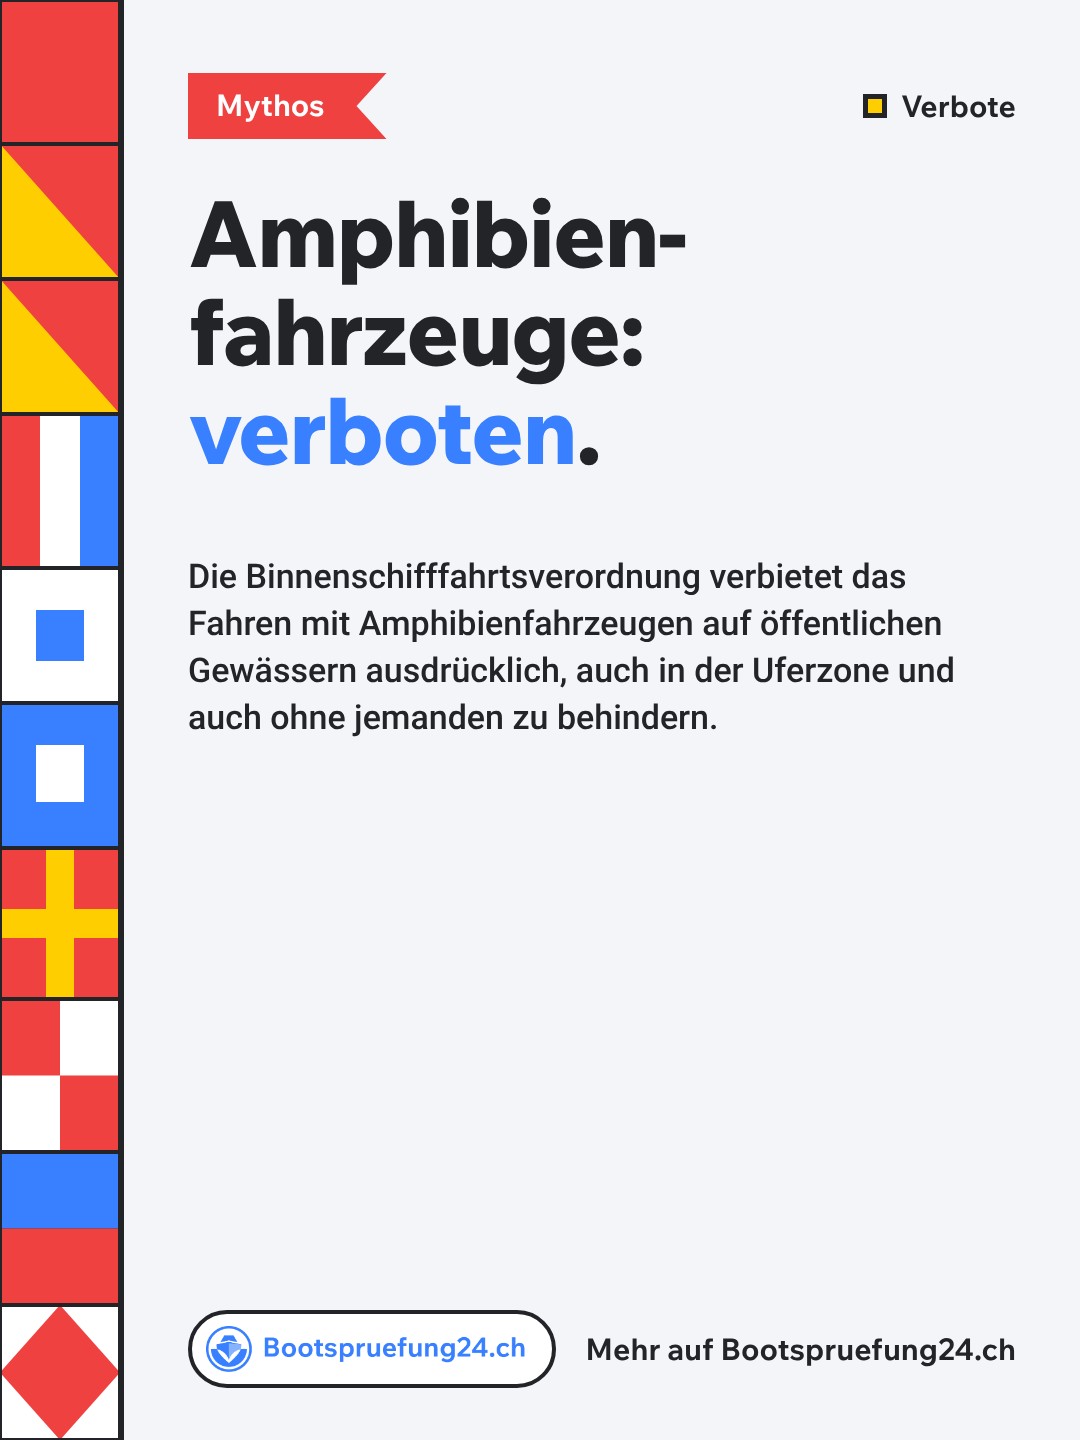 Mythos
Verbote
Amphibien-
fahrzeuge:
verboten.
Die Binnenschifffahrtsverordnung verbietet das
Fahren mit Amphibienfahrzeugen auf öffentlichen
Gewässern ausdrücklich, auch in der Uferzone und
auch ohne jemanden zu behindern.
Bootspruefung24.ch
Mehr auf Bootspruefung24.ch